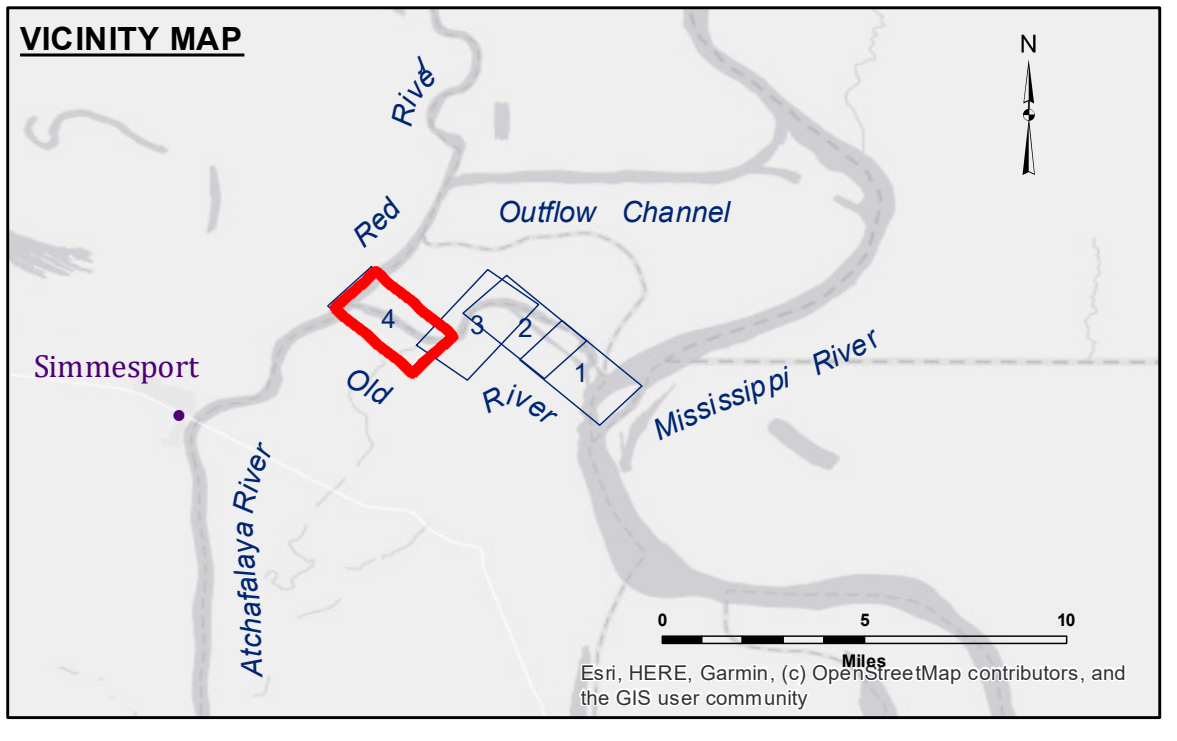 VICINITY MAP
N
River
Red
Outflow Channel
4
3
2
1
Simmesport
Old
River
Mississippi River
Atchafalaya River
0 5 10
Miles
Esri, HERE, Garmin, (c) OpenStreetMap contributors, and
the GIS user community